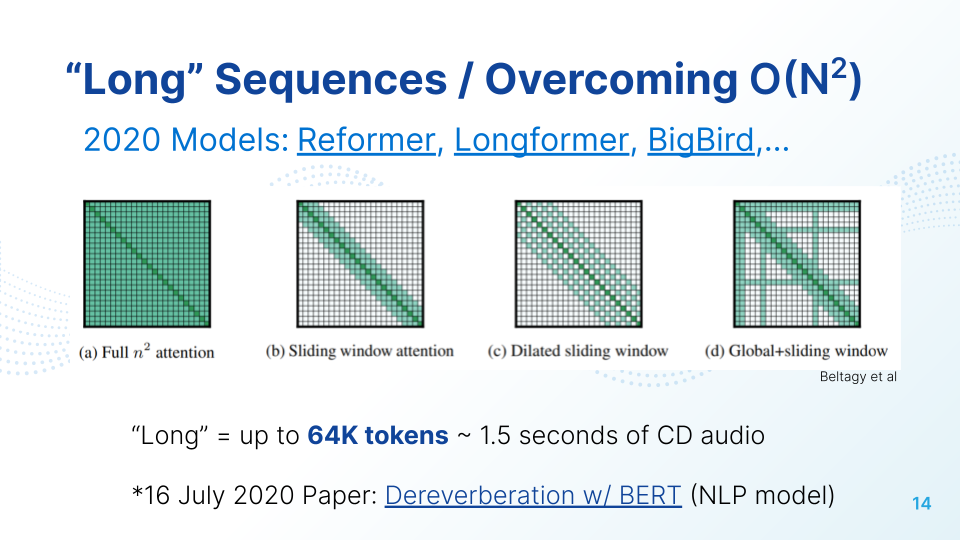 “Long” Sequences / Overcoming O(N²)
2020 Models: Reformer, Longformer, BigBird,...
(a) Full n² attention
(b) Sliding window attention
(c) Dilated sliding window
(d) Global+sliding window
Beltagy et al
“Long” = up to 64K tokens ~ 1.5 seconds of CD audio
*16 July 2020 Paper: Dereverberation w/ BERT (NLP model)
14